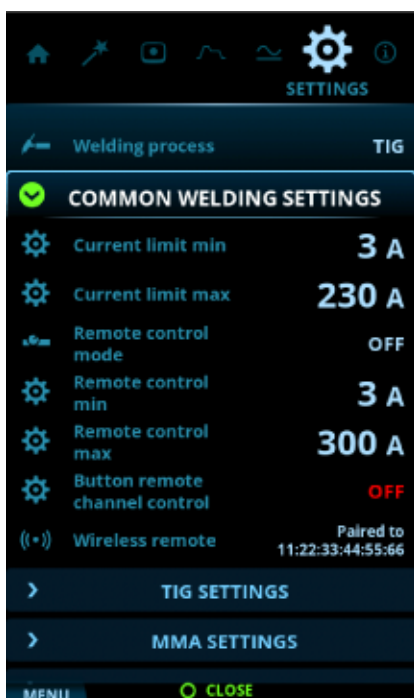 SETTINGS
Welding process TIG
COMMON WELDING SETTINGS
Current limit min 3 A
Current limit max 230 A
Remote control
mode OFF
Remote control
min 3 A
Remote control
max 300 A
Button remote
channel control OFF
Wireless remote Paired to
11:22:33:44:55:66
TIG SETTINGS
MMA SETTINGS
MENU CLOSE